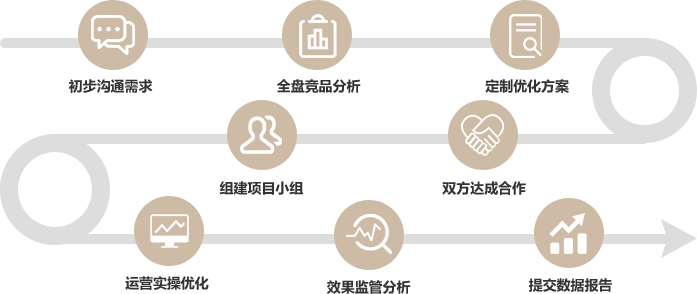 初步沟通需求
全盘竞品分析
定制优化方案
双方达成合作
组建项目小组
运营实操优化
效果监管分析
提交数据报告